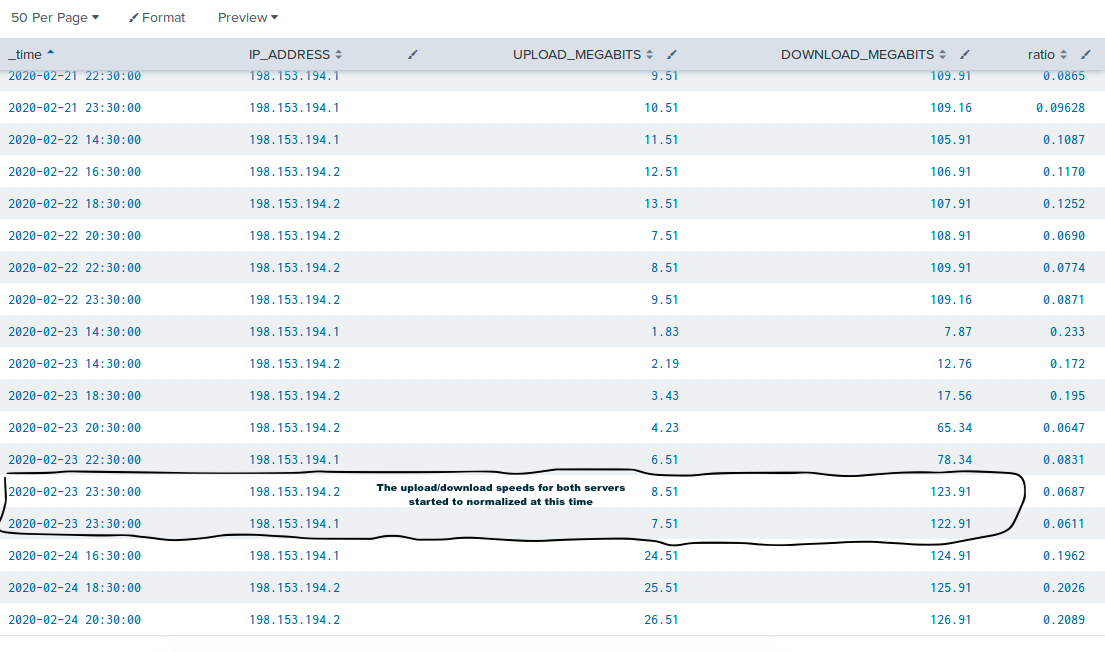 50 Per Page Format Preview
_time IP_ADDRESS UPLOAD_MEGABITS DOWNLOAD_MEGABITS ratio
2020-02-21 22:30:00 198.153.194.1 9.51 109.91 0.0865
2020-02-21 23:30:00 198.153.194.1 10.51 109.16 0.09628
2020-02-22 14:30:00 198.153.194.1 11.51 105.91 0.1087
2020-02-22 16:30:00 198.153.194.2 12.51 106.91 0.1170
2020-02-22 18:30:00 198.153.194.2 13.51 107.91 0.1252
2020-02-22 20:30:00 198.153.194.2 7.51 108.91 0.0690
2020-02-22 22:30:00 198.153.194.2 8.51 109.91 0.0774
2020-02-22 23:30:00 198.153.194.2 9.51 109.16 0.0871
2020-02-23 14:30:00 198.153.194.1 1.83 7.87 0.233
2020-02-23 14:30:00 198.153.194.2 2.19 12.76 0.172
2020-02-23 18:30:00 198.153.194.2 3.43 17.56 0.195
2020-02-23 20:30:00 198.153.194.2 4.23 65.34 0.0647
2020-02-23 22:30:00 198.153.194.1 6.51 78.34 0.0831
2020-02-23 23:30:00 198.153.194.2 8.51 123.91 0.0687
The upload/download speeds for both servers
started to normalized at this time
2020-02-23 23:30:00 198.153.194.1 7.51 122.91 0.0611
2020-02-24 16:30:00 198.153.194.1 24.51 124.91 0.1962
2020-02-24 18:30:00 198.153.194.2 25.51 125.91 0.2026
2020-02-24 20:30:00 198.153.194.2 26.51 126.91 0.2089